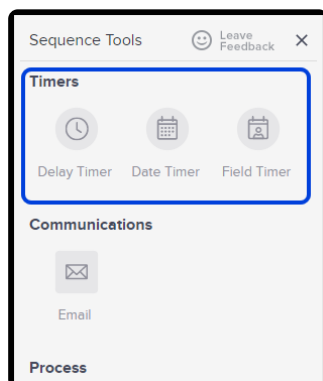 Sequence Tools
Leave
Feedback
Timers
Delay Timer Date Timer Field Timer
Communications
Email
Process